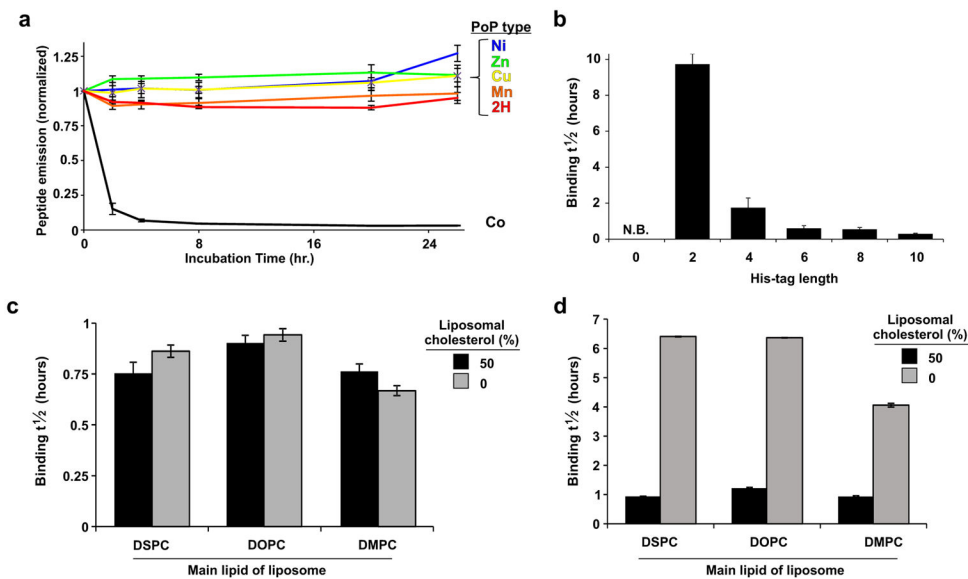 a
PoP type
Ni
Zn
Cu
Mn
2H
Co
1.25
1
0.75
0.5
0.25
0
Peptide emission (normalized)
0
8
16
24
Incubation Time (hr.)
b
10
8
6
4
2
0
Binding t½ (hours)
N.B.
0
2
4
6
8
10
His-tag length
c
Liposomal
cholesterol (%)
50
0
1
0.75
0.5
0.25
0
Binding t½ (hours)
DSPC
DOPC
DMPC
Main lipid of liposome
d
Liposomal
cholesterol (%)
50
0
7
6
5
4
3
2
1
0
Binding t½ (hours)
DSPC
DOPC
DMPC
Main lipid of liposome